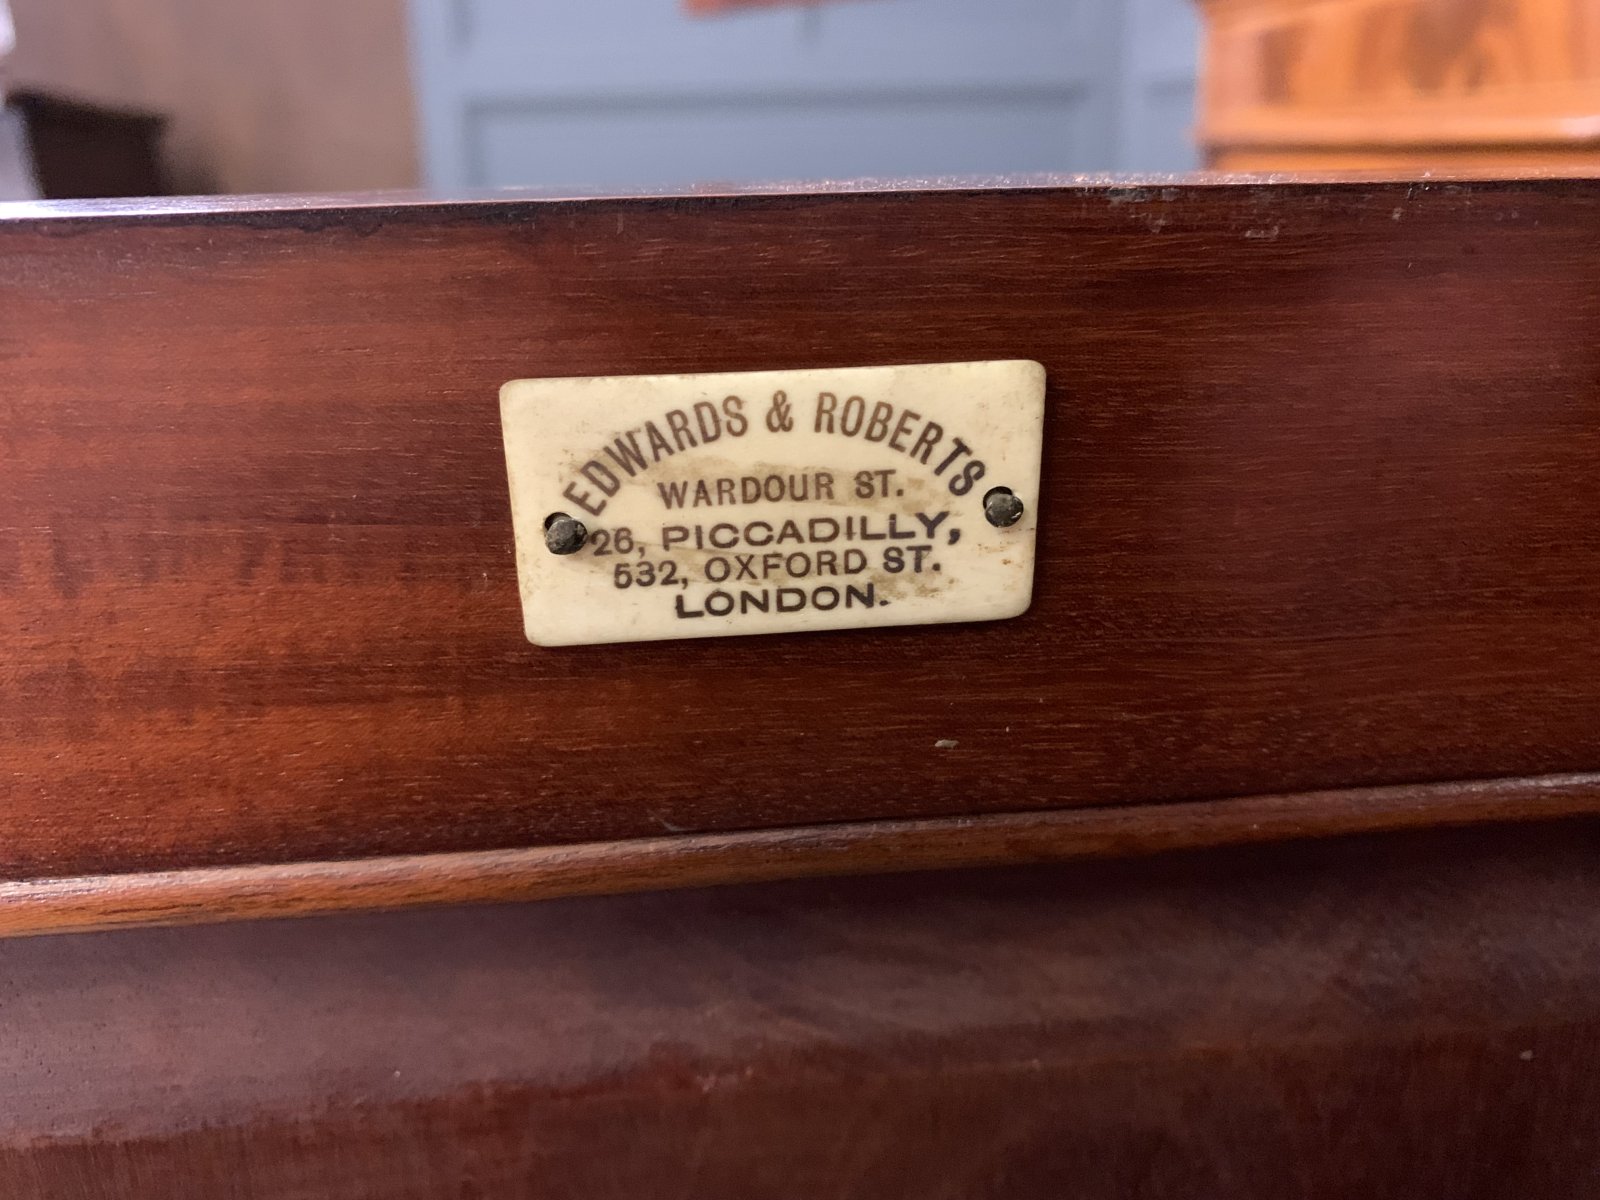 EDWARDS & ROBERTS
WARDOUR ST.
26, PICCADILLY,
532, OXFORD ST.
LONDON.